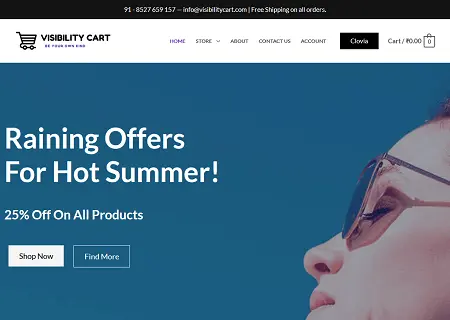 91 - 8527 659 157 — info@visibilitycart.com | Free Shipping on all orders.
VISIBILITY CART
BE YOUR OWN KIND
HOME STORE ABOUT CONTACT US ACCOUNT Clovia Cart / ₹0.00 0
Raining Offers
For Hot Summer!
25% Off On All Products
Shop Now Find More